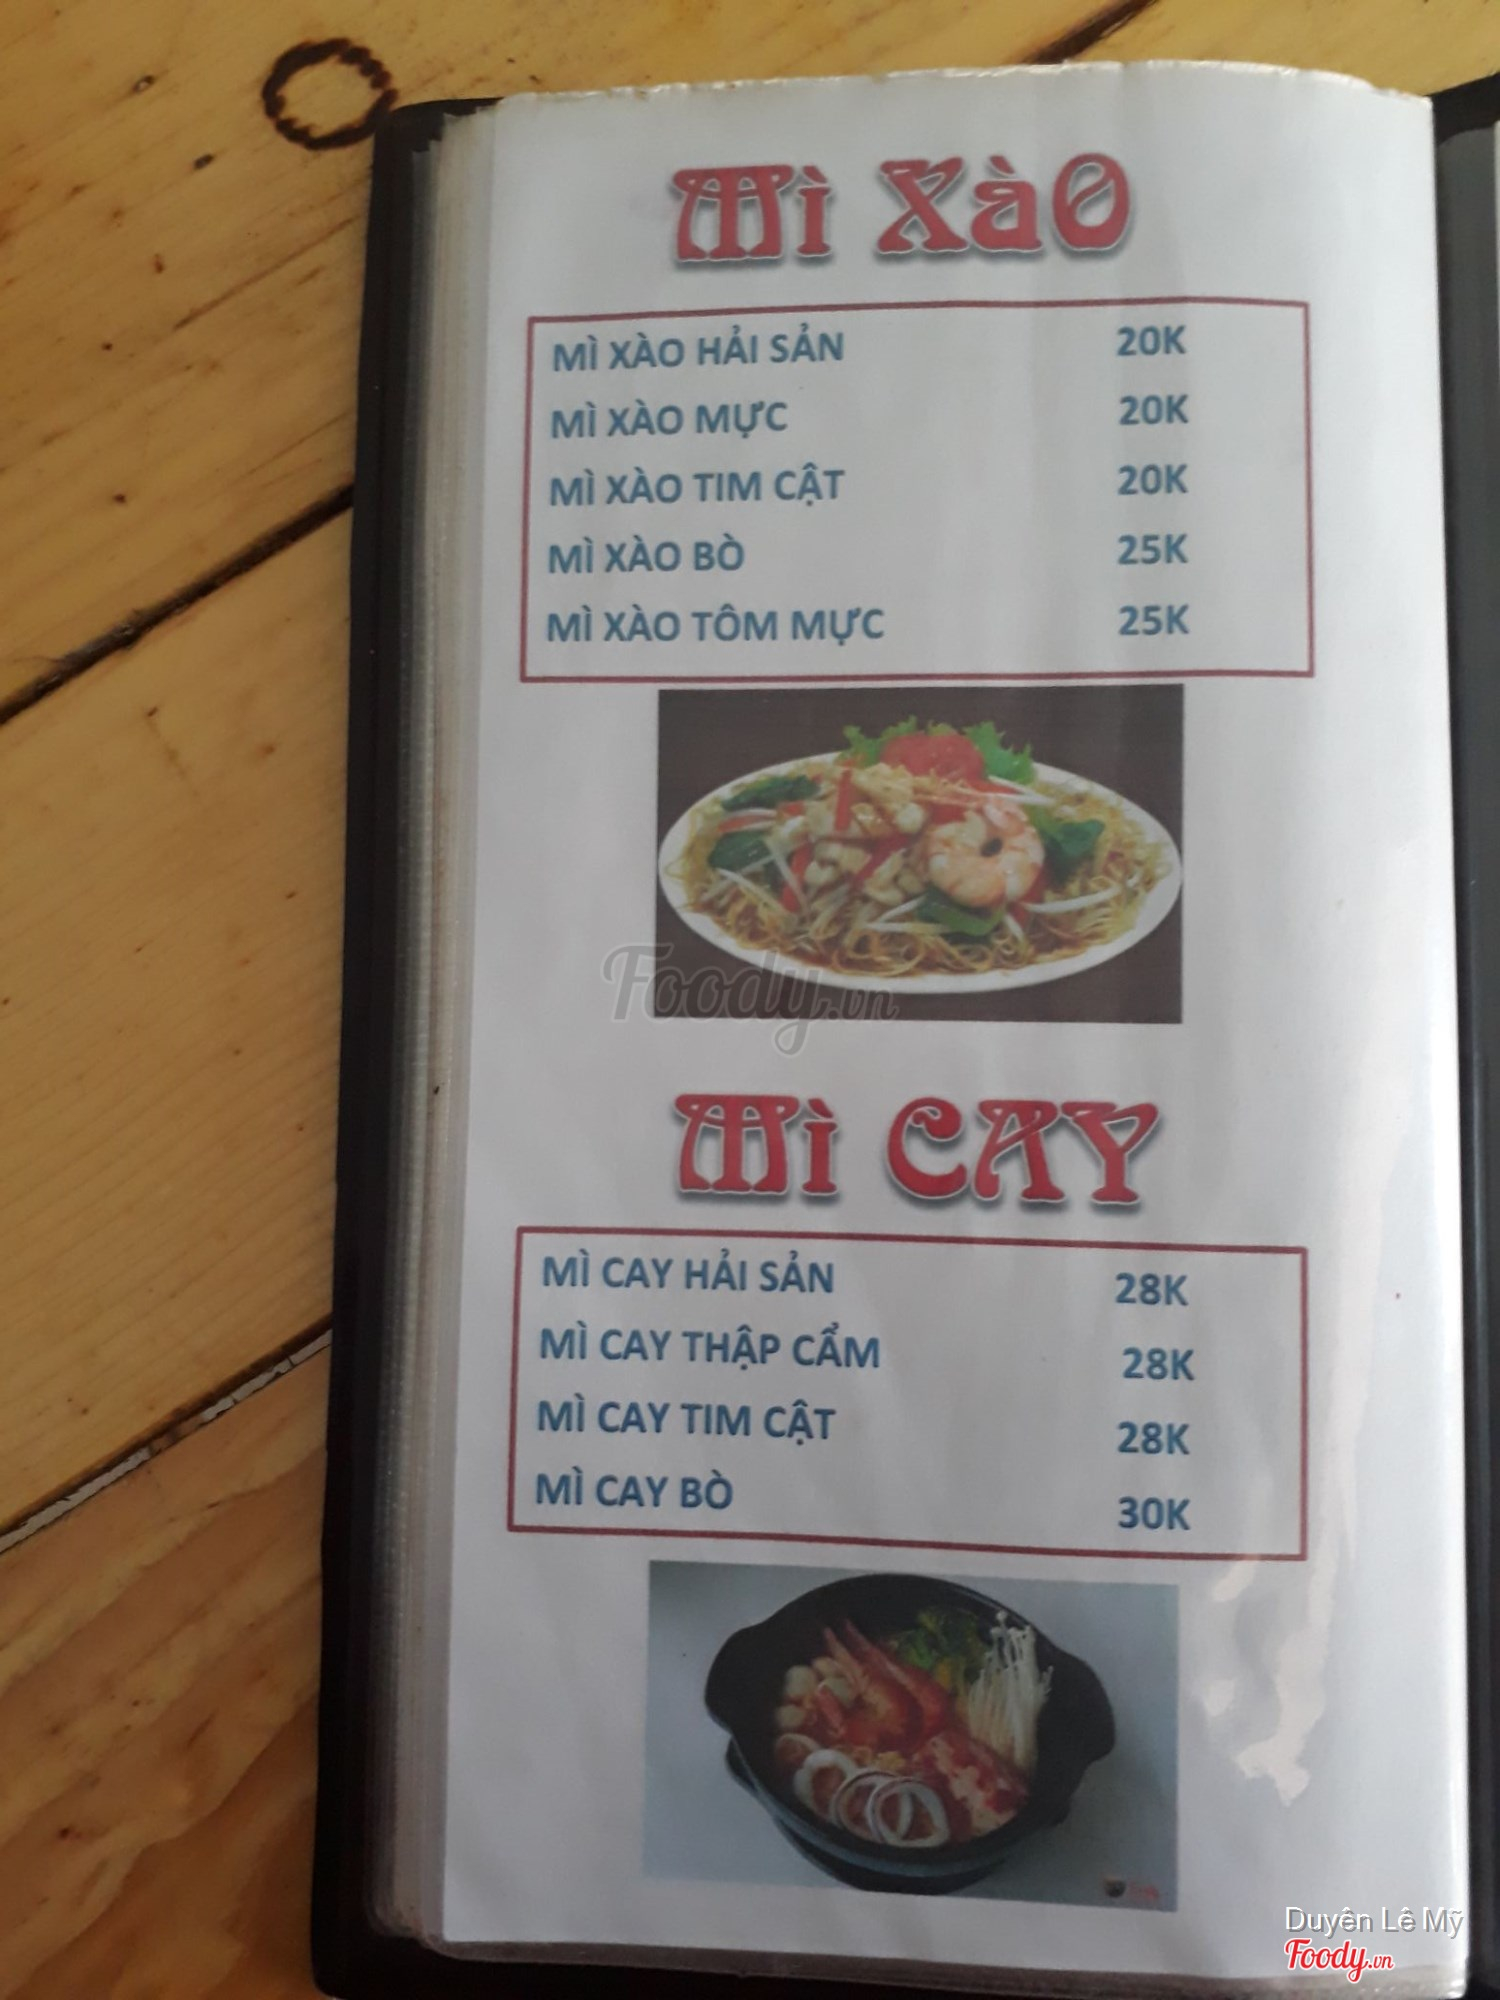 Mì XàO
MÌ XÀO HẢI SẢN 20K
MÌ XÀO MỰC 20K
MÌ XÀO TIM CẬT 20K
MÌ XÀO BÒ 25K
MÌ XÀO TÔM MỰC 25K
Foody.vn
Mì CAY
MÌ CAY HẢI SẢN 28K
MÌ CAY THẬP CẨM 28K
MÌ CAY TIM CẬT 28K
MÌ CAY BÒ 30K
Duyên Lê Mỹ
Foody.vn